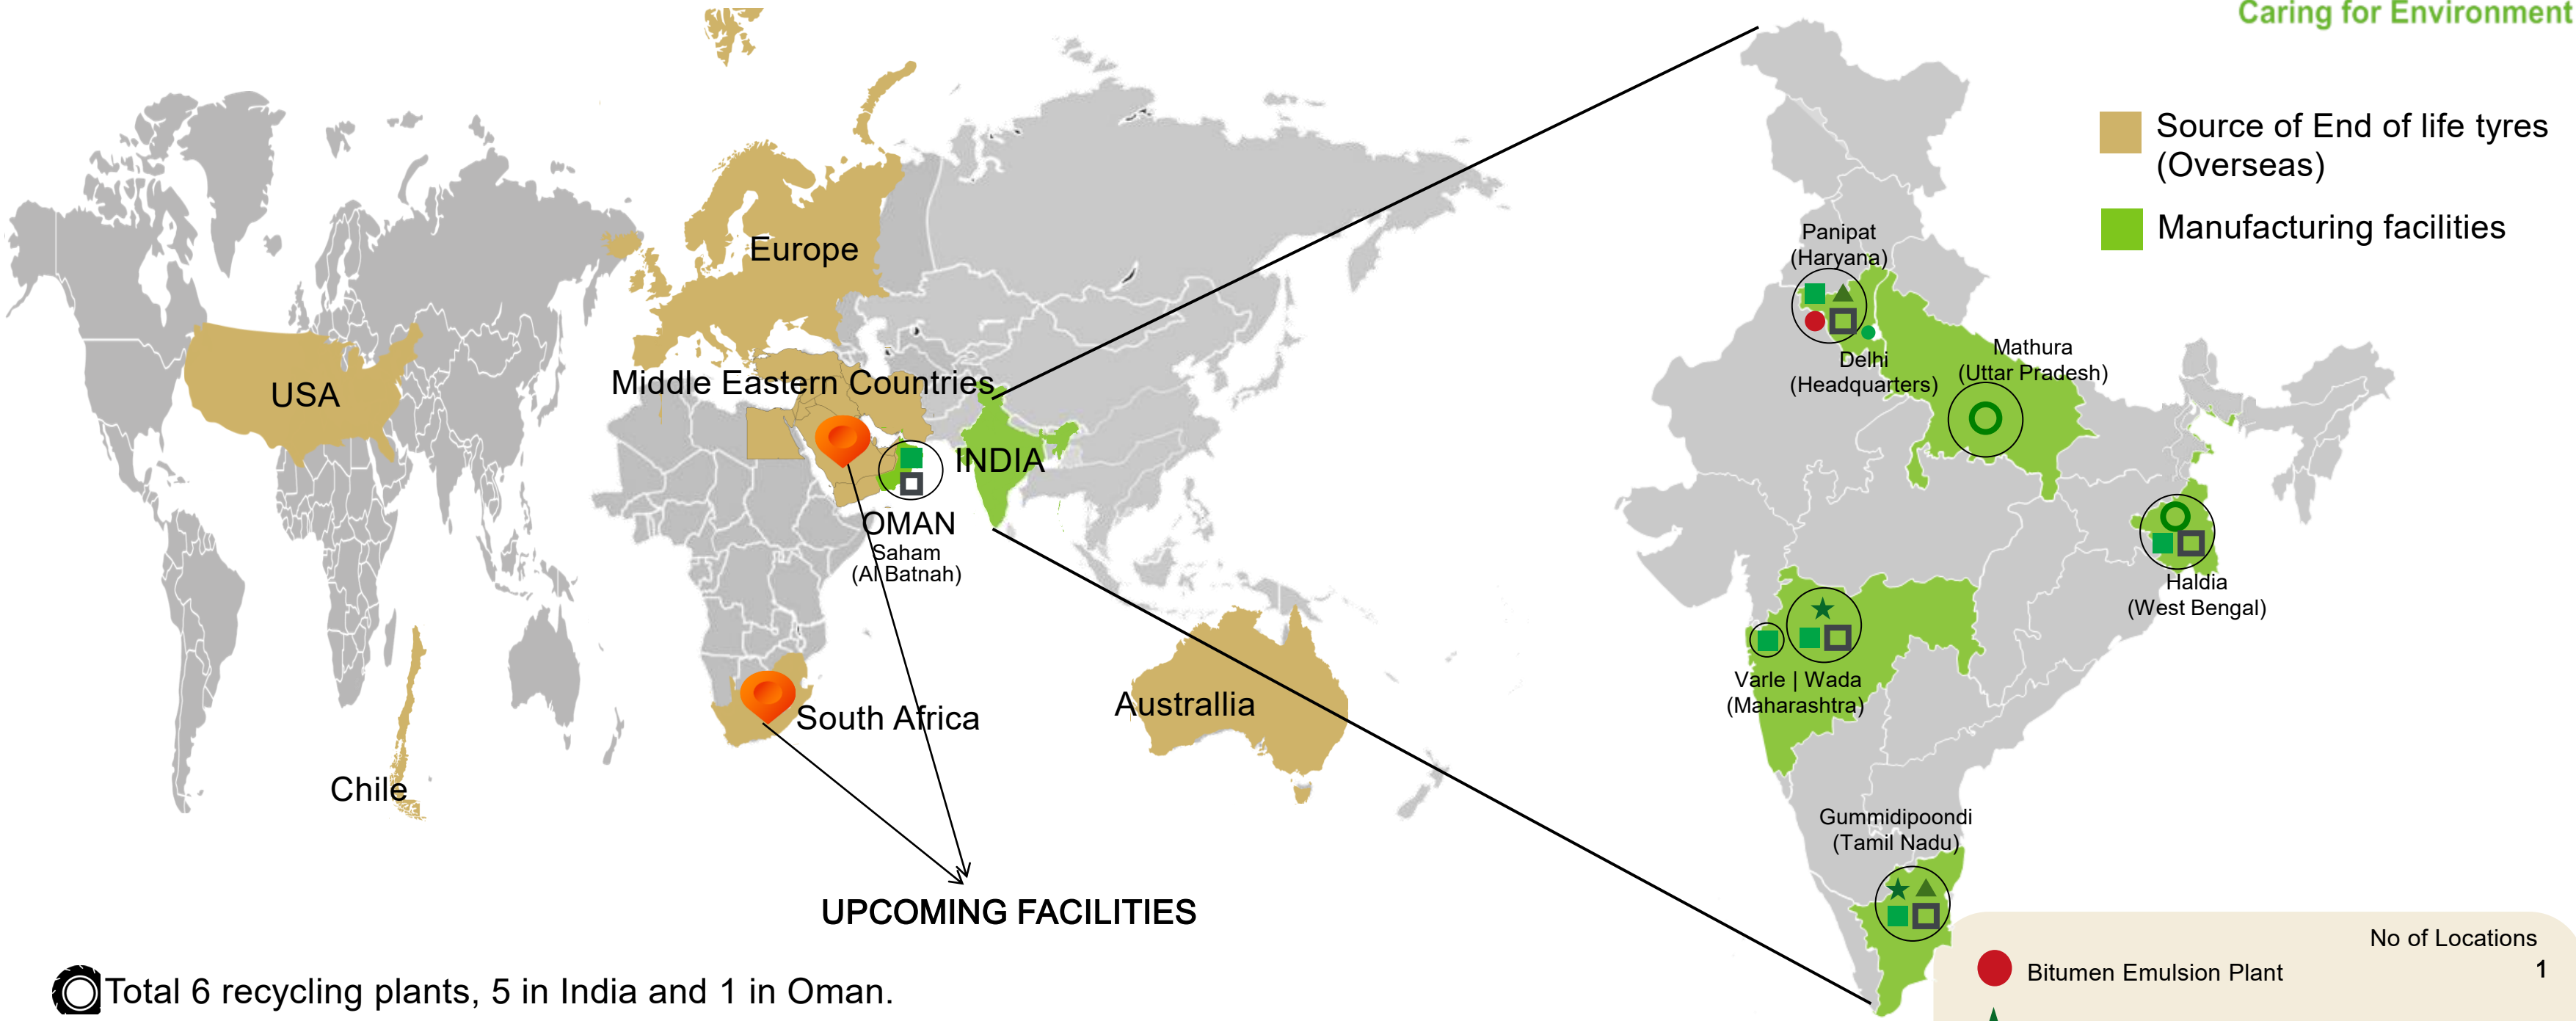 Caring for Environment
Source of End of life tyres
(Overseas)
Manufacturing facilities
Europe
USA
Middle Eastern Countries
INDIA
OMAN
Saham
(Al Batnah)
South Africa
Australlia
Chile
UPCOMING FACILITIES
Total 6 recycling plants, 5 in India and 1 in Oman.
Panipat
(Haryana)
Delhi
(Headquarters)
Mathura
(Uttar Pradesh)
Haldia
(West Bengal)
Varle | Wada
(Maharashtra)
Gummidipoondi
(Tamil Nadu)
No of Locations
Bitumen Emulsion Plant 1